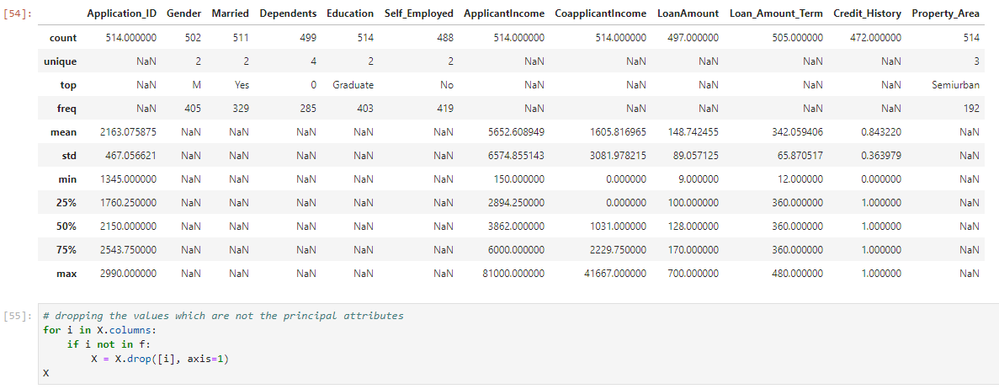 [54]: Application_ID Gender Married Dependents Education Self_Employed ApplicantIncome CoapplicantIncome LoanAmount Loan_Amount_Term Credit_History Property_Area
count 514.000000 502 511 499 514 488 514.000000 514.000000 497.000000 505.000000 472.000000 514
unique NaN 2 2 4 2 2 NaN NaN NaN NaN NaN 3
top NaN M Yes 0 Graduate No NaN NaN NaN NaN NaN Semiurban
freq NaN 405 329 285 403 419 NaN NaN NaN NaN NaN 192
mean 2163.075875 NaN NaN NaN NaN NaN 5652.608949 1605.816965 148.742455 342.059406 0.843220 NaN
std 467.056621 NaN NaN NaN NaN NaN 6574.855143 3081.978215 89.057125 65.870517 0.363979 NaN
min 1345.000000 NaN NaN NaN NaN NaN 150.000000 0.000000 9.000000 12.000000 0.000000 NaN
25% 1760.250000 NaN NaN NaN NaN NaN 2894.250000 0.000000 100.000000 360.000000 1.000000 NaN
50% 2150.000000 NaN NaN NaN NaN NaN 3862.000000 1031.000000 128.000000 360.000000 1.000000 NaN
75% 2543.750000 NaN NaN NaN NaN NaN 6000.000000 2229.750000 170.000000 360.000000 1.000000 NaN
max 2990.000000 NaN NaN NaN NaN NaN 81000.000000 41667.000000 700.000000 480.000000 1.000000 NaN
[55]: # dropping the values which are not the principal attributes
for i in X.columns:
    if i not in f:
        X = X.drop([i], axis=1)
X